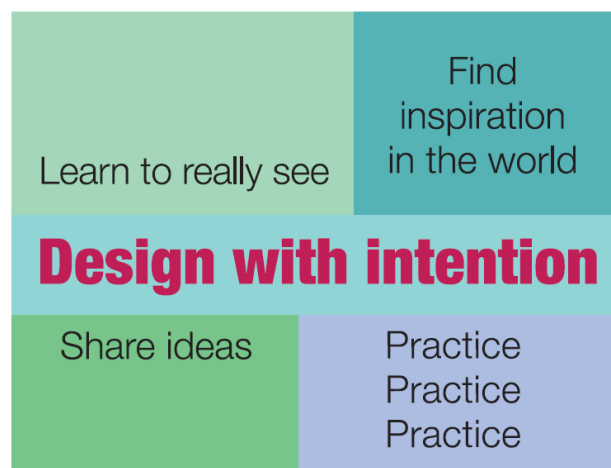 Learn to really see
Find
inspiration
in the world
Design with intention
Share ideas
Practice
Practice
Practice